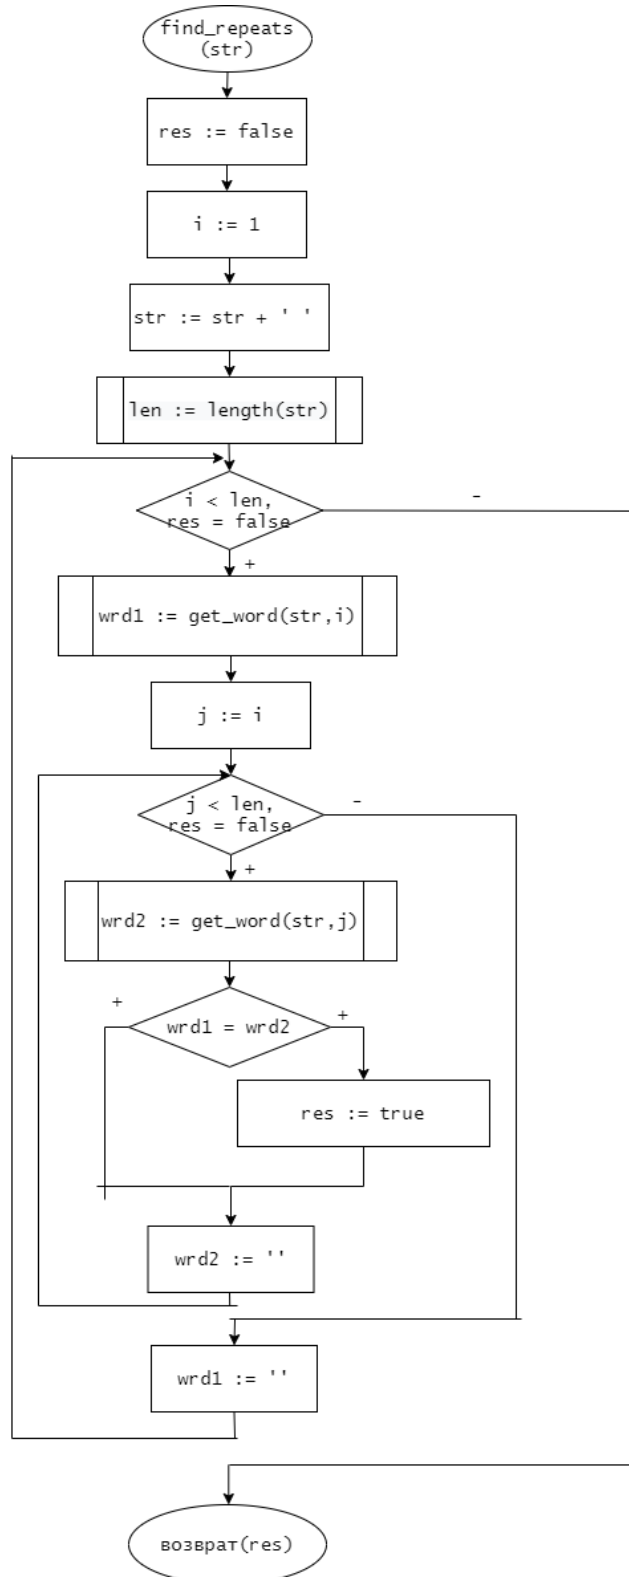 find_repeats
(str)
res := false
i := 1
str := str + ' '
len := length(str)
i < len,
res = false
-
+
wrd1 := get_word(str,i)
j := i
j < len,
res = false
-
+
wrd2 := get_word(str,j)
+
wrd1 = wrd2
+
res := true
wrd2 := ''
wrd1 := ''
возврат(res)